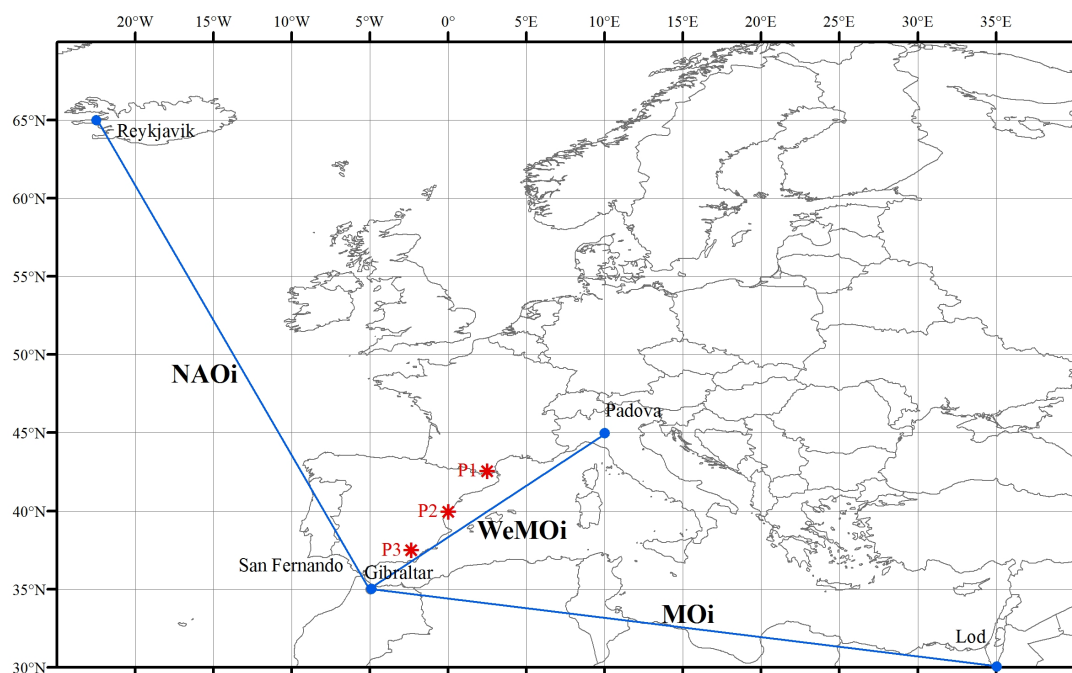 20°W 15°W 10°W 5°W 0° 5°E 10°E 15°E 20°E 25°E 30°E 35°E
65°N
Reykjavik
60°N
55°N
50°N
NAOi
Padova
45°N
P1
40°N
P2
WeMOi
P3
San Fernando
Gibraltar
35°N
MOi
Lod
30°N